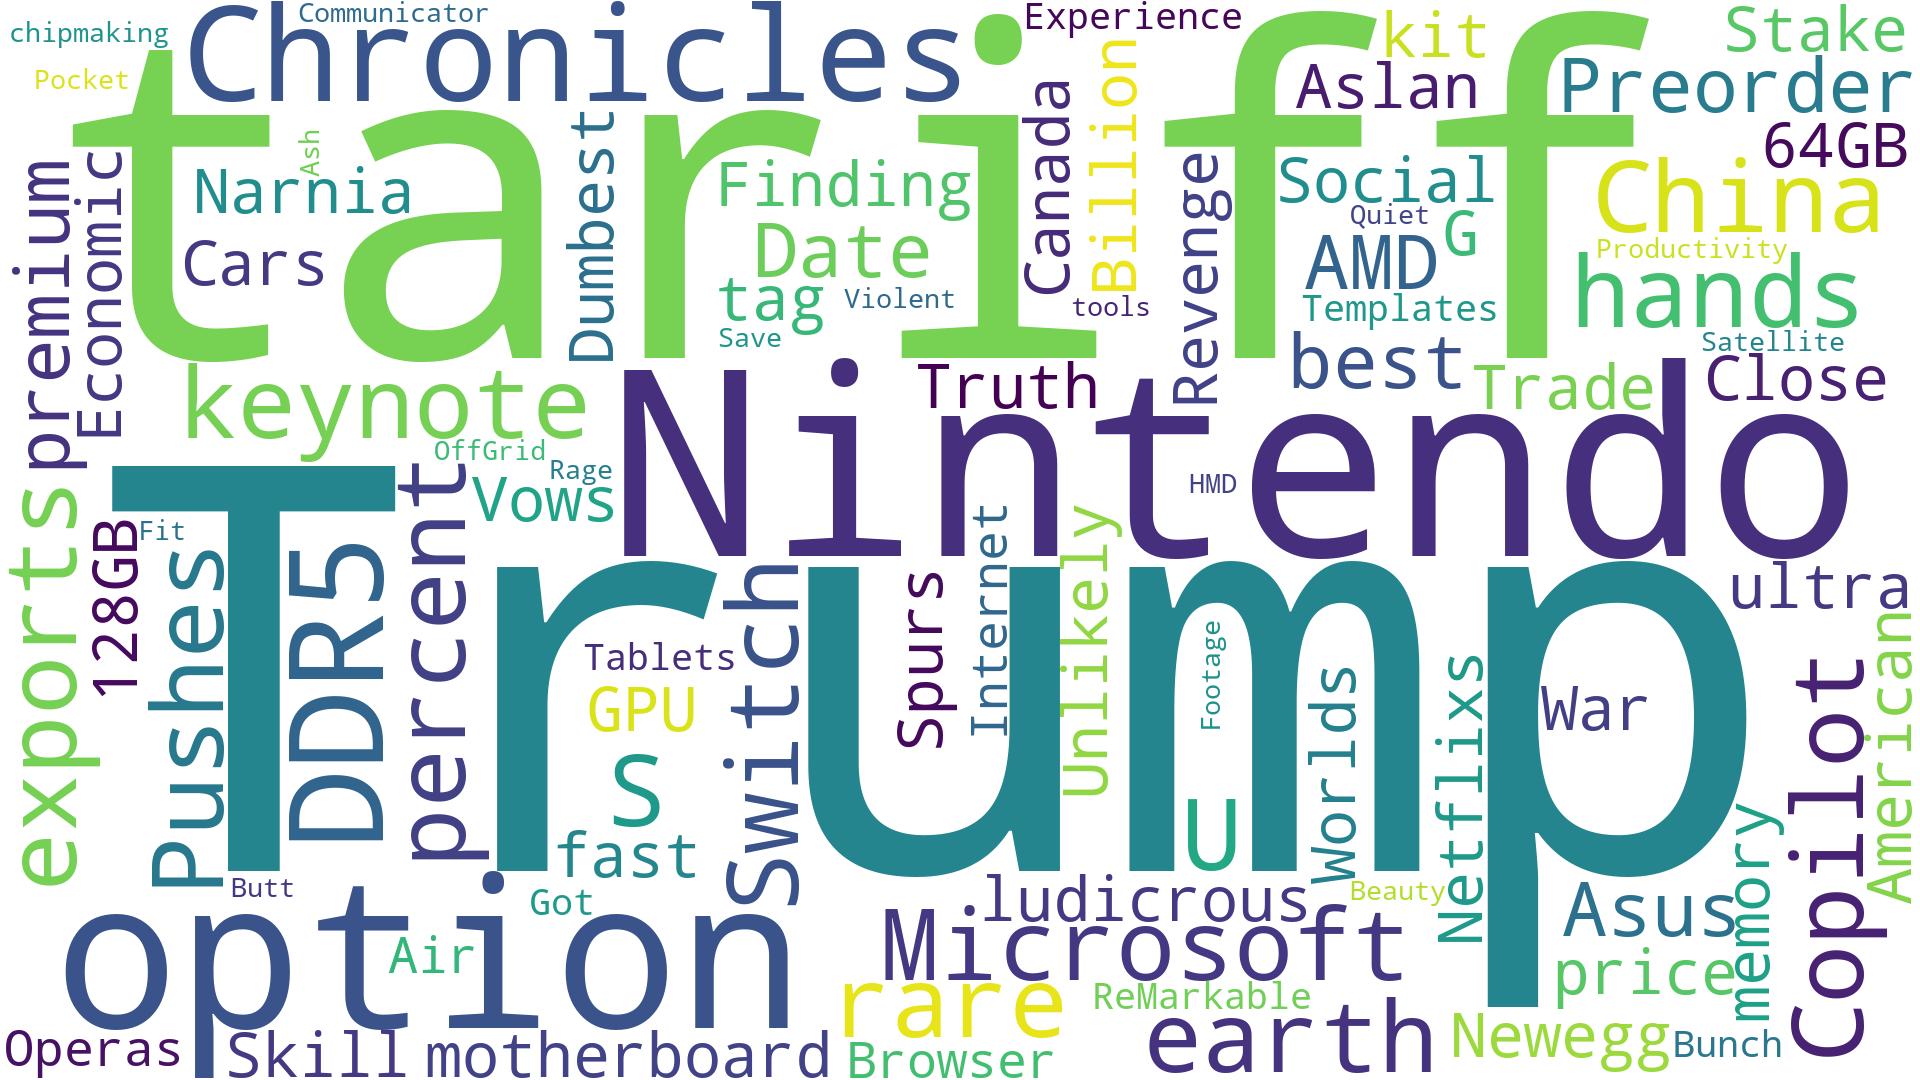 chipmaking
Communicator
Chronicles
Experience
kit
Stake
Pocket
tariff
Aslan
Preorder
64GB
Ash
Narnia
Dumbest
Finding
Canada
Billion
Revenge
Social
China
premium
Economic
Cars
Date
tag
Violent
Save
tools
Quiet
G
AMD
Templates
Productivity
hands
Satellite
keynote
Truth
best
Trade
Close
OffGrid
Rage
Vows
Nintendo
HMD
exports
128GB
Fit
Pushes
Trump
DDR5
percent
Tablets
GPU
Switch
Spurs
Internet
Unlikely
Footage
Worlds
Netflixs
War
ultra
American
Copilot
S
fast
U
Butt
Got
option
Air
ludicrous
Beauty
Microsoft
Asus
memory
price
rare
ReMarkable
earth
Newegg
Bunch
Operas
Skill
motherboard
Browser